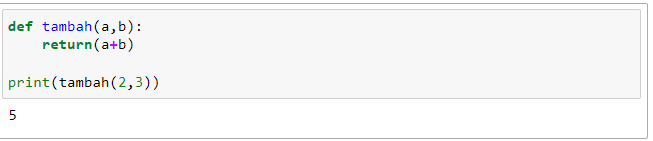 def tambah(a,b):
    return(a+b)

print(tambah(2,3))
5